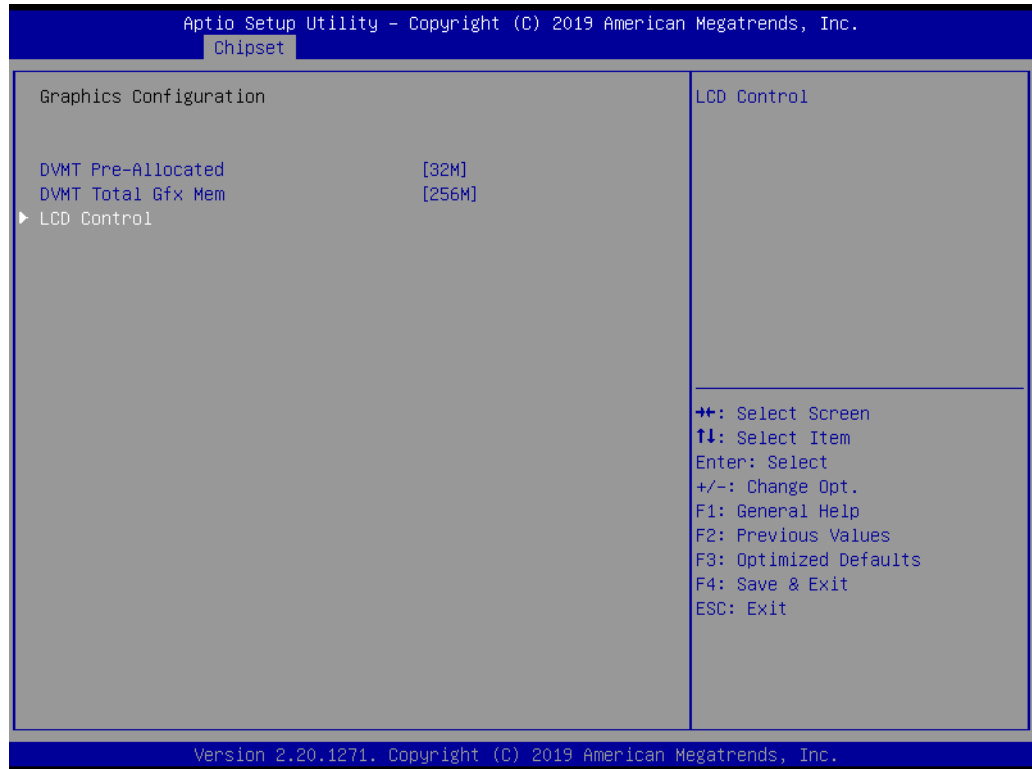 Aptio Setup Utility – Copyright (C) 2019 American Megatrends, Inc.
Chipset
Graphics Configuration
DVMT Pre-Allocated [32M]
DVMT Total Gfx Mem [256M]
▶ LCD Control
LCD Control
→←: Select Screen
↑↓: Select Item
Enter: Select
+/-: Change Opt.
F1: General Help
F2: Previous Values
F3: Optimized Defaults
F4: Save & Exit
ESC: Exit
Version 2.20.1271. Copyright (C) 2019 American Megatrends, Inc.